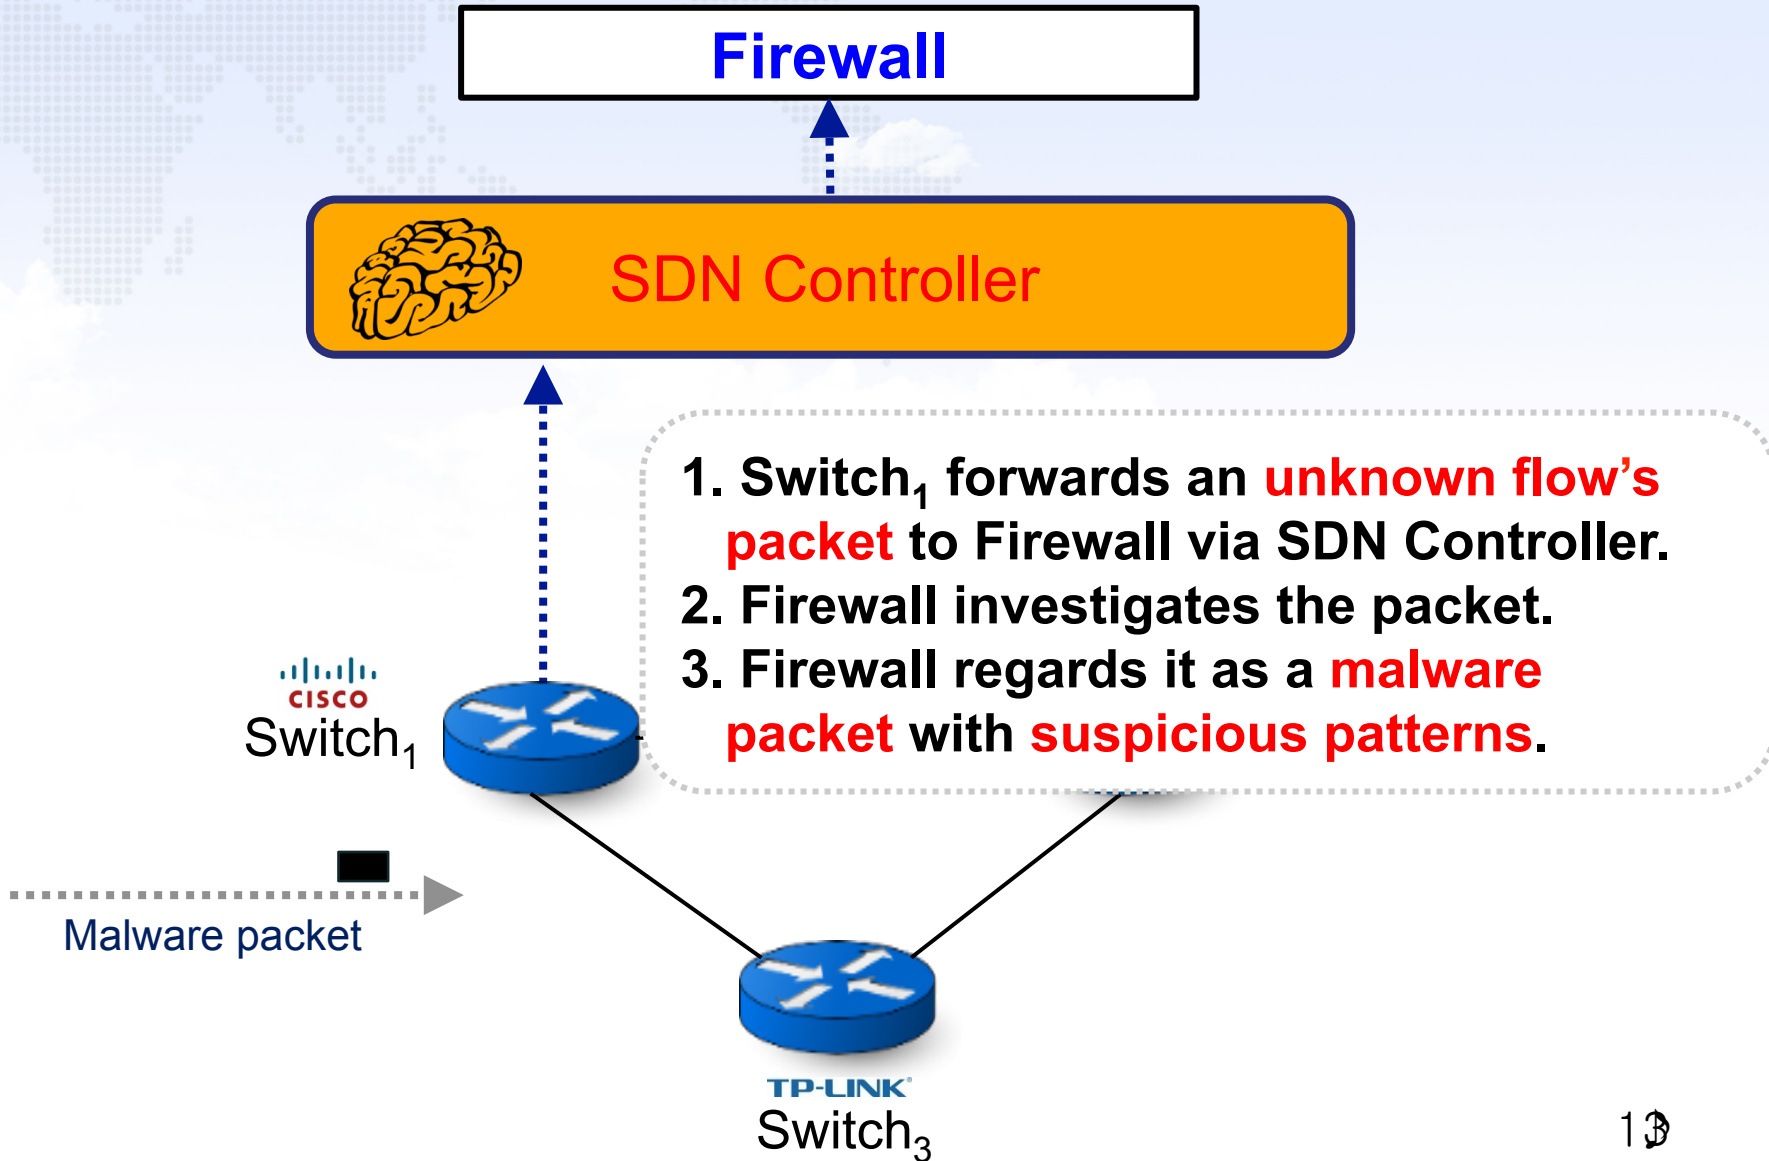 Firewall
SDN Controller
1. Switch₁ forwards an unknown flow’s
packet to Firewall via SDN Controller.
2. Firewall investigates the packet.
3. Firewall regards it as a malware
packet with suspicious patterns.
CISCO
Switch₁
Malware packet
TP-LINK®
Switch₃